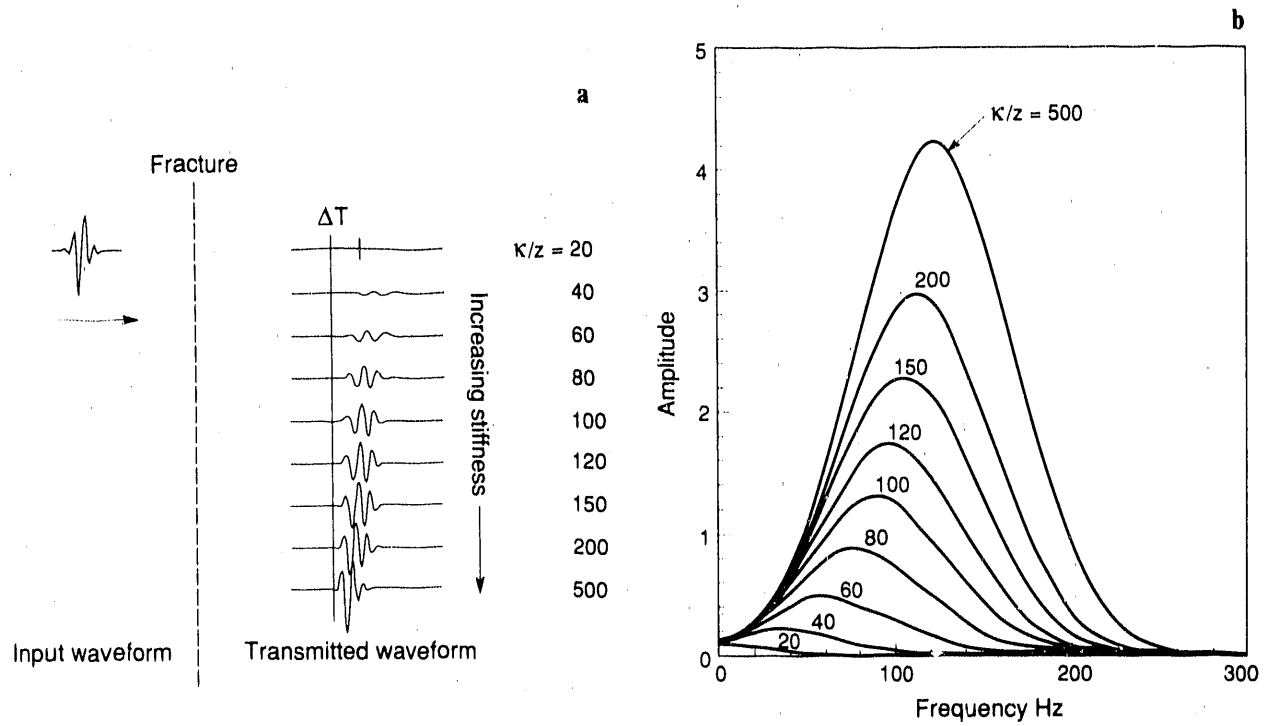 a
Fracture
ΔT
κ/z = 20
40
60
80
100
120
150
200
500
Increasing stiffness
Input waveform
Transmitted waveform
b
5
4
3
2
1
0
Amplitude
κ/z = 500
200
150
120
100
80
60
40
20
0
100
200
300
Frequency Hz